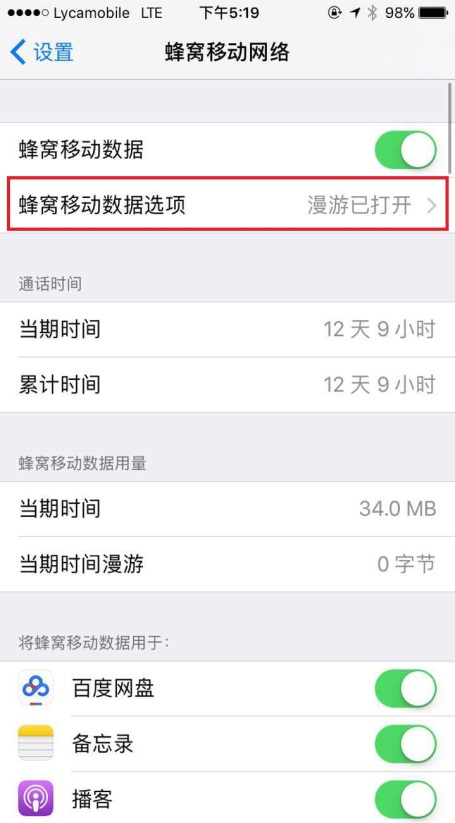 Lycamobile LTE 下午5:19 98%
设置 蜂窝移动网络
蜂窝移动数据
蜂窝移动数据选项 漫游已打开
通话时间
当期时间 12 天 9 小时
累计时间 12 天 9 小时
蜂窝移动数据用量
当期时间 34.0 MB
当期时间漫游 0 字节
将蜂窝移动数据用于:
百度网盘
备忘录
播客